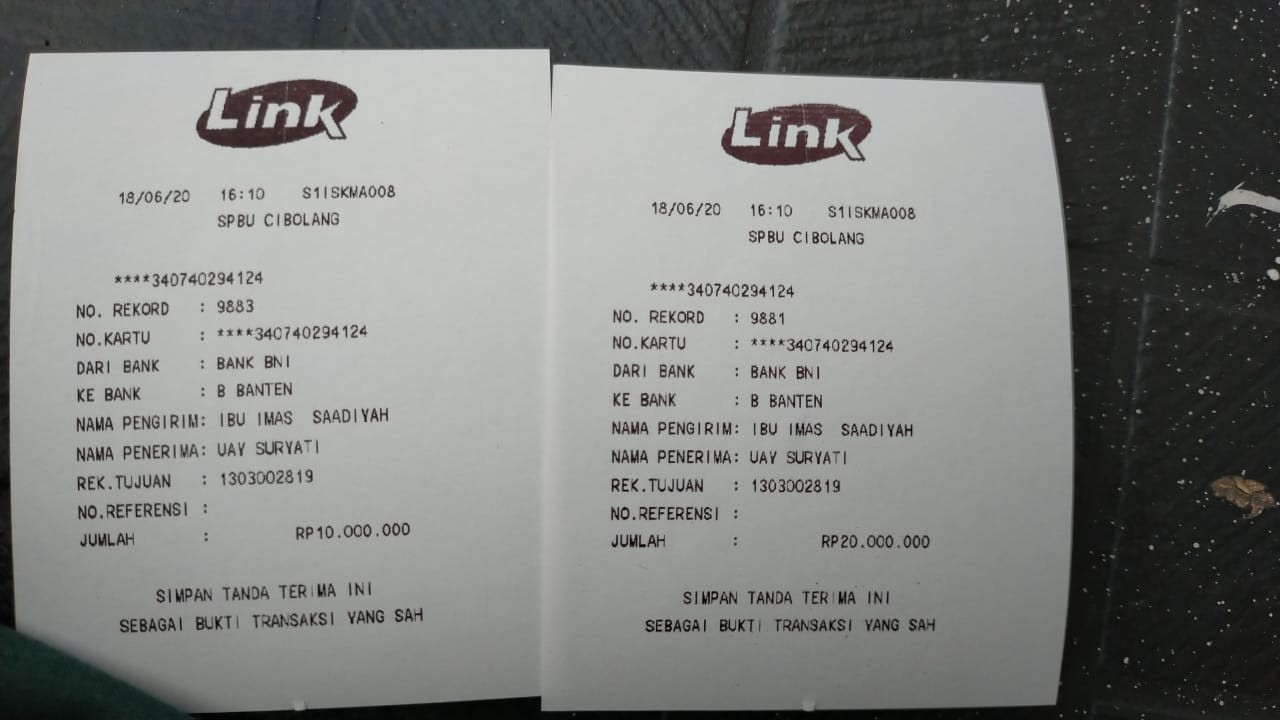 Link
18/06/20 16:10 S1ISKMA008
SPBU CIBOLANG
****340740294124
NO. REKORD : 9883
NO.KARTU : ****340740294124
DARI BANK : BANK BNI
KE BANK : B BANTEN
NAMA PENGIRIM: IBU IMAS SAADIYAH
NAMA PENERIMA: UAY SURYATI
REK.TUJUAN : 1303002819
NO.REFERENSI :
JUMLAH : RP10.000.000
SIMPAN TANDA TERIMA INI
SEBAGAI BUKTI TRANSAKSI YANG SAH
Link
18/06/20 16:10 S1ISKMA008
SPBU CIBOLANG
****340740294124
NO. REKORD : 9881
NO.KARTU : ****340740294124
DARI BANK : BANK BNI
KE BANK : B BANTEN
NAMA PENGIRIM: IBU IMAS SAADIYAH
NAMA PENERIMA: UAY SURYATI
REK.TUJUAN : 1303002819
NO.REFERENSI :
JUMLAH : RP20.000.000
SIMPAN TANDA TERIMA INI
SEBAGAI BUKTI TRANSAKSI YANG SAH